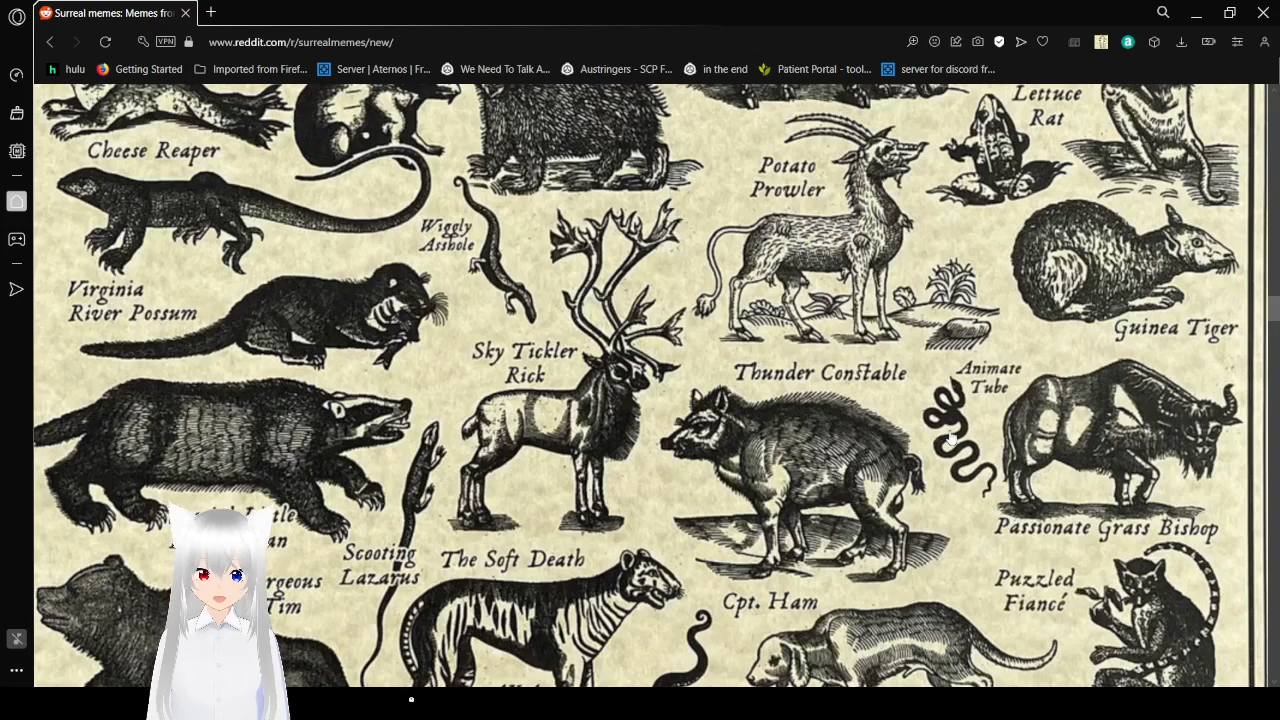 Surreal memes: Memes fro
www.reddit.com/r/surrealmemes/new/
VPN
hulu
Getting Started
Imported from Firef...
Server | Aternos | Fr...
We Need To Talk A...
Austringers - SCP F...
in the end
Patient Portal - tool...
server for discord fr...
Lettuce
Rat
Cheese Reaper
Potato
Prowler
Wiggly
Asshole
Virginia
River Possum
Guinea Tiger
Sky Tickler
Rick
Thunder Constable
Animate
Tube
Passionate Grass Bishop
Scooting
Lazarus
The Soft Death
rgeous
Tim
Cpt. Ham
Puzzled
Fiancé